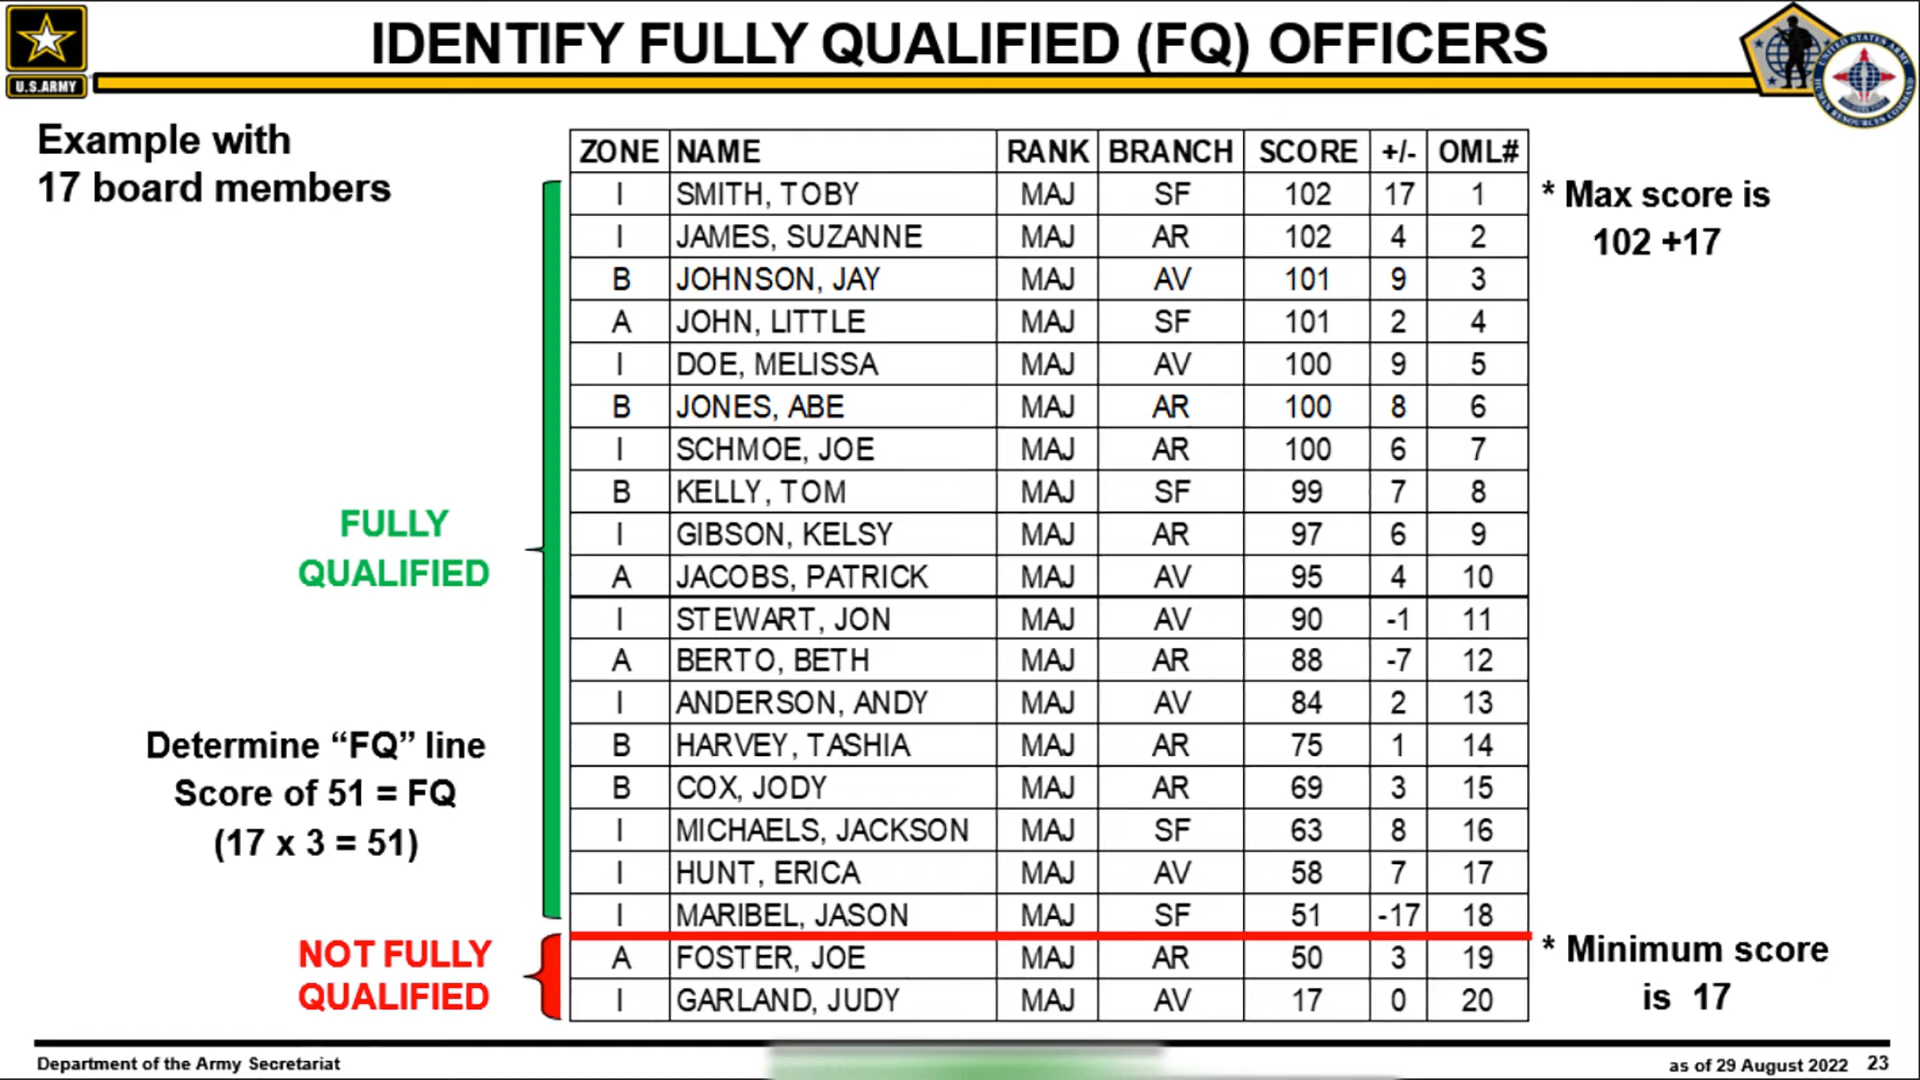 IDENTIFY FULLY QUALIFIED (FQ) OFFICERS
U.S.ARMY
Example with
17 board members
ZONE NAME RANK BRANCH SCORE +/- OML#
I SMITH, TOBY MAJ SF 102 17 1
I JAMES, SUZANNE MAJ AR 102 4 2
B JOHNSON, JAY MAJ AV 101 9 3
A JOHN, LITTLE MAJ SF 101 2 4
I DOE, MELISSA MAJ AV 100 9 5
B JONES, ABE MAJ AR 100 8 6
I SCHMOE, JOE MAJ AR 100 6 7
B KELLY, TOM MAJ SF 99 7 8
I GIBSON, KELSY MAJ AR 97 6 9
A JACOBS, PATRICK MAJ AV 95 4 10
I STEWART, JON MAJ AV 90 -1 11
A BERTO, BETH MAJ AR 88 -7 12
I ANDERSON, ANDY MAJ AV 84 2 13
B HARVEY, TASHIA MAJ AR 75 1 14
B COX, JODY MAJ AR 69 3 15
I MICHAELS, JACKSON MAJ SF 63 8 16
I HUNT, ERICA MAJ AV 58 7 17
I MARIBEL, JASON MAJ SF 51 -17 18
A FOSTER, JOE MAJ AR 50 3 19
I GARLAND, JUDY MAJ AV 17 0 20
* Max score is
102 +17
FULLY
QUALIFIED
Determine “FQ” line
Score of 51 = FQ
(17 x 3 = 51)
NOT FULLY
QUALIFIED
* Minimum score
is 17
Department of the Army Secretariat
as of 29 August 2022 23
UNITED STATES ARMY
HUMAN RESOURCES COMMAND